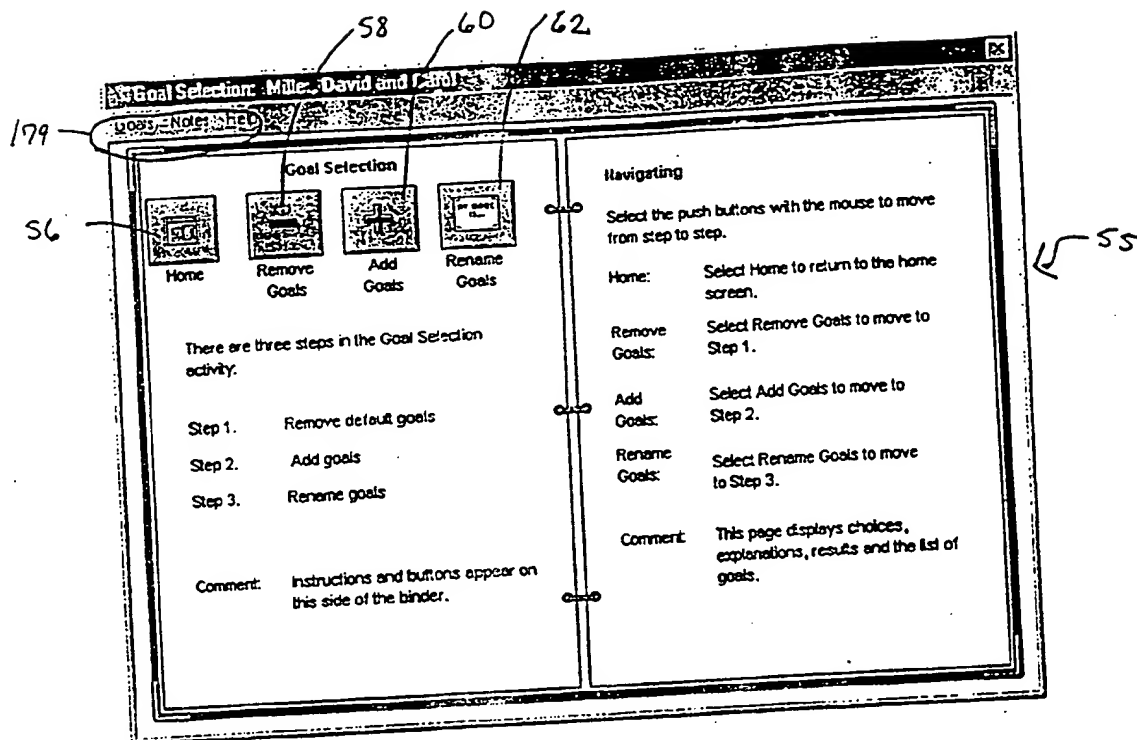 58
60
62
Goal Selection: Miller, David and Carol
179
Goals Notes Help
Goal Selection
56
Home
Remove Goals
Add Goals
Rename Goals
There are three steps in the Goal Selection
activity:
Step 1. Remove default goals
Step 2. Add goals
Step 3. Rename goals
Comment: Instructions and buttons appear on
this side of the binder.
Navigating
Select the push buttons with the mouse to move
from step to step.
55
Home: Select Home to return to the home
screen.
Remove Goals: Select Remove Goals to move to
Step 1.
Add Goals: Select Add Goals to move to
Step 2.
Rename Goals: Select Rename Goals to move
to Step 3.
Comment: This page displays choices,
explanations, results and the list of
goals.